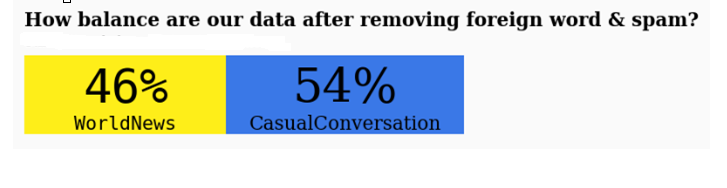 How balance are our data after removing foreign word & spam?
46% 54%
WorldNews CasualConversation